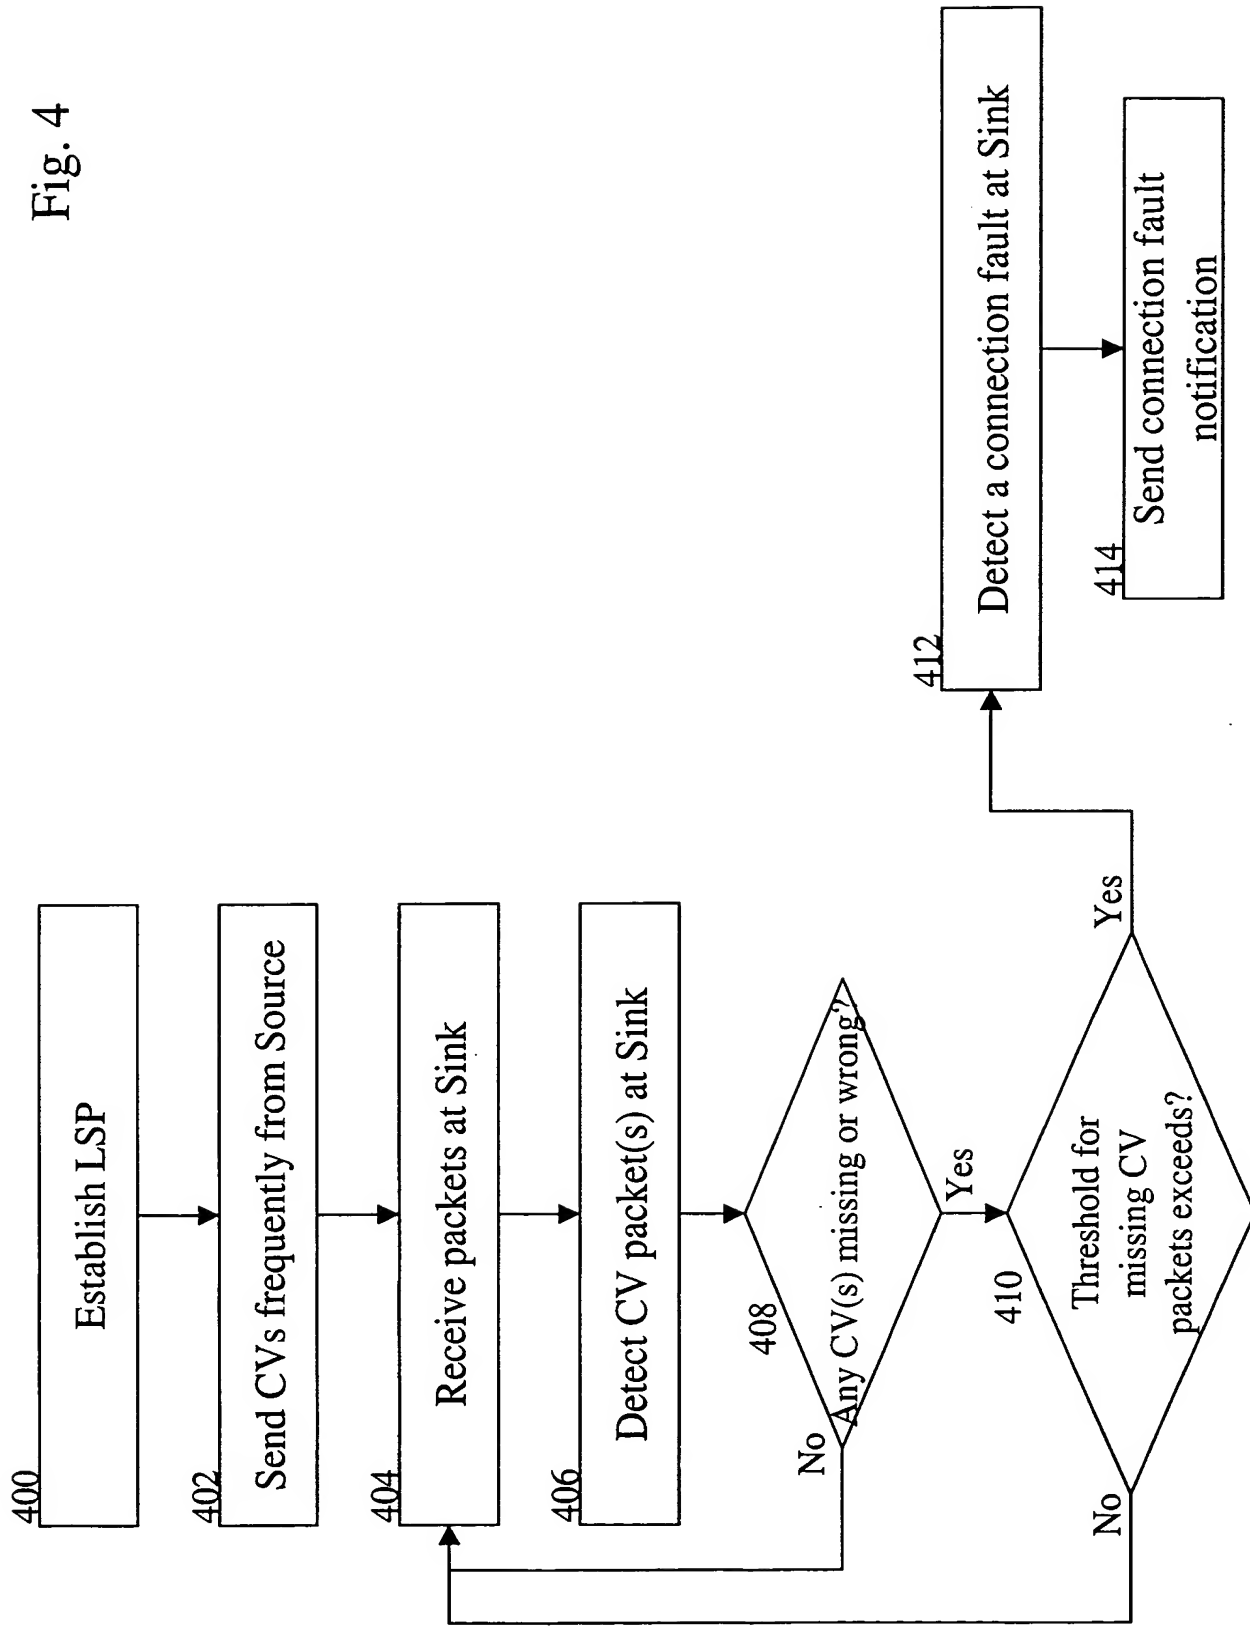 Fig. 4
400
Establish LSP
402
Send CVs frequently from Source
404
Receive packets at Sink
406
Detect CV packet(s) at Sink
408
Any CV(s) missing or wrong?
No
Yes
410
Threshold for
missing CV
packets exceeds?
No
Yes
412
Detect a connection fault at Sink
414
Send connection fault
notification